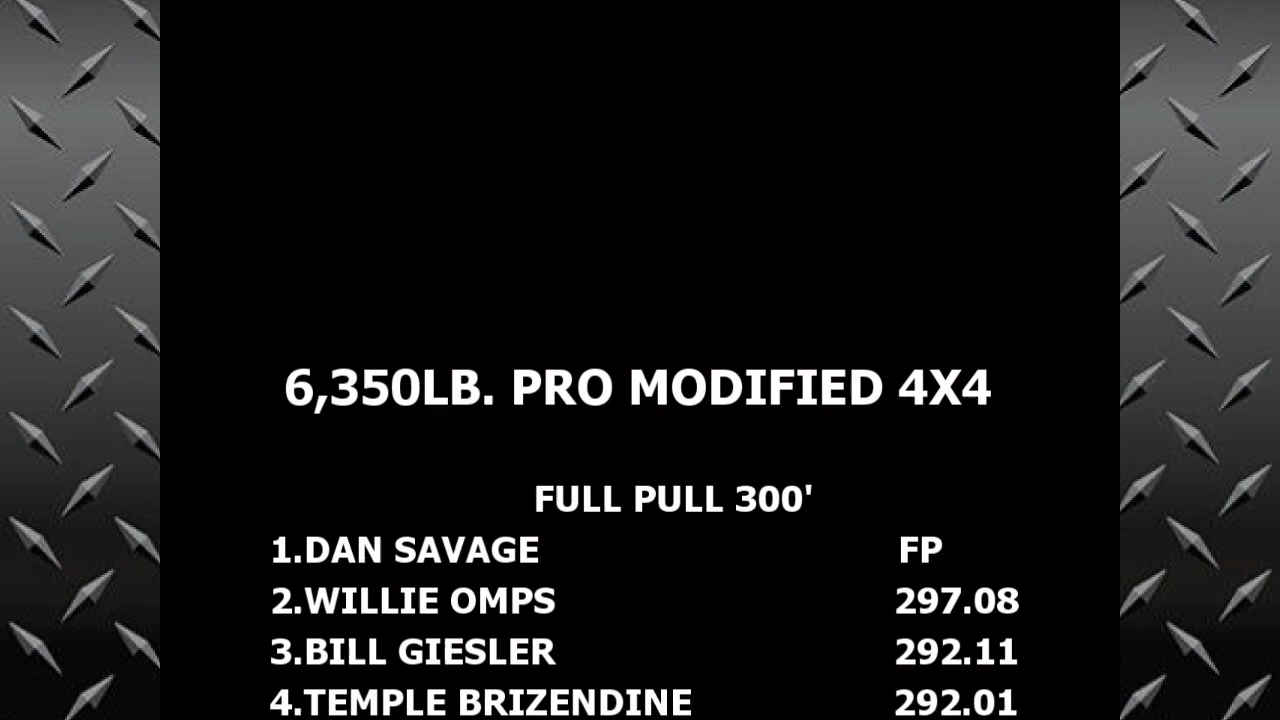 6,350LB. PRO MODIFIED 4X4
FULL PULL 300'
1.DAN SAVAGE FP
2.WILLIE OMPS 297.08
3.BILL GIESLER 292.11
4.TEMPLE BRIZENDINE 292.01